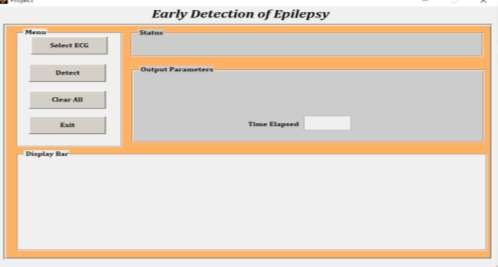 Project
Early Detection of Epilepsy
Menu
Select ECG
Detect
Clear All
Exit
Status
Output Parameters
Time Elapsed
Display Bar